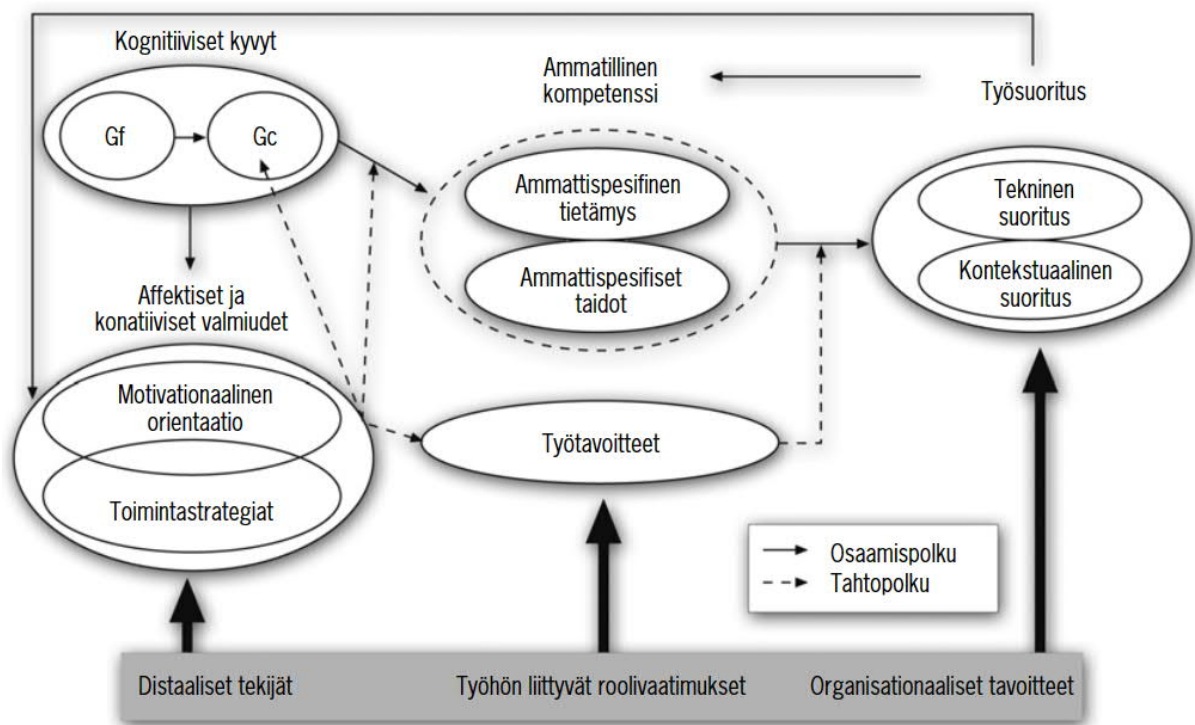 Kognitiiviset kyvyt
Gf
Gc
Ammatillinen
kompetenssi
Työsuoritus
Ammattispesifinen
tietämys
Ammattispesifiset
taidot
Tekninen
suoritus
Kontekstuaalinen
suoritus
Affektiset ja
konatiiviset valmiudet
Motivationaalinen
orientaatio
Toimintastrategiat
Työtavoitteet
Osaamispolku
Tahtopolku
Distaaliset tekijät
Työhön liittyvät roolivaatimukset
Organisationaaliset tavoitteet